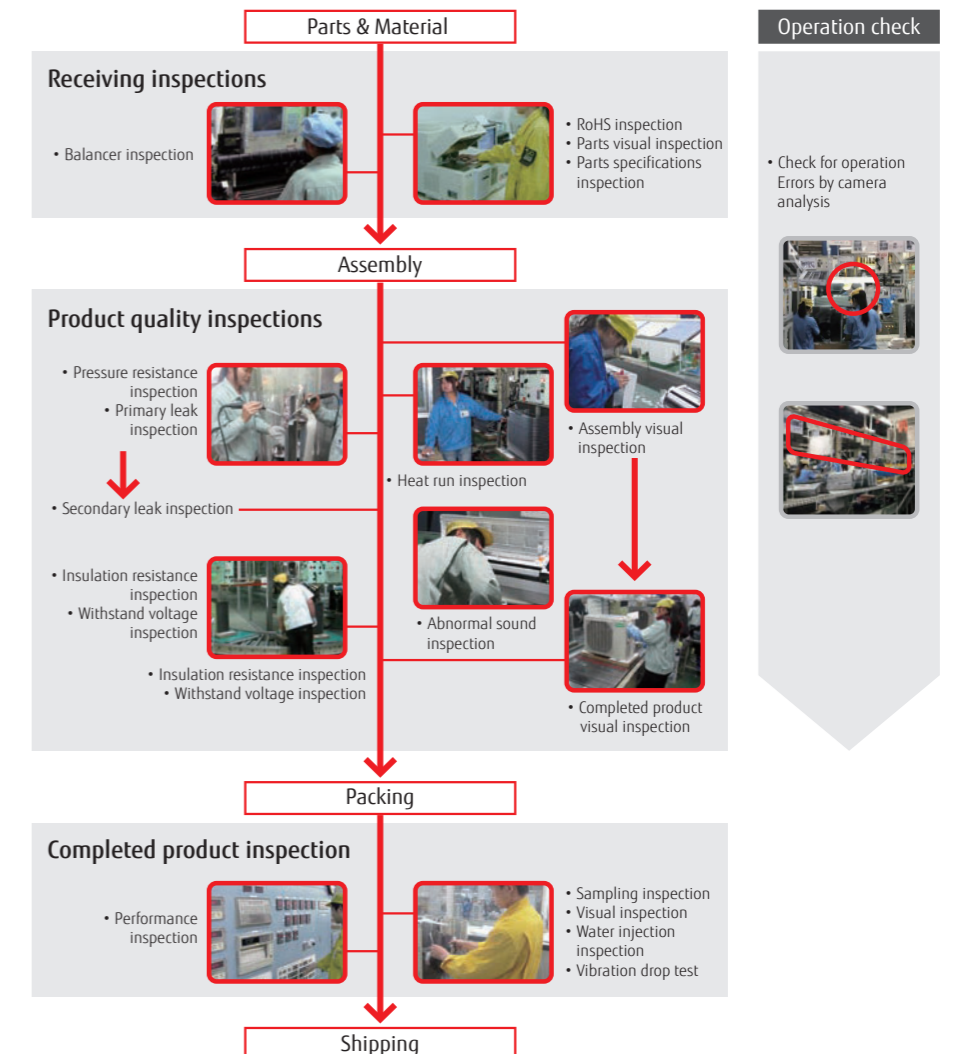 Parts & Material
Operation check
Receiving inspections
• Balancer inspection
• RoHS inspection
• Parts visual inspection
• Parts specifications
inspection
• Check for operation
Errors by camera
analysis
Assembly
Product quality inspections
• Pressure resistance
inspection
• Primary leak
inspection
• Secondary leak inspection
• Heat run inspection
• Assembly visual
inspection
• Insulation resistance
inspection
• Withstand voltage
inspection
• Insulation resistance inspection
• Withstand voltage inspection
• Abnormal sound
inspection
• Completed product
visual inspection
Packing
Completed product inspection
• Performance
inspection
• Sampling inspection
• Visual inspection
• Water injection
inspection
• Vibration drop test
Shipping